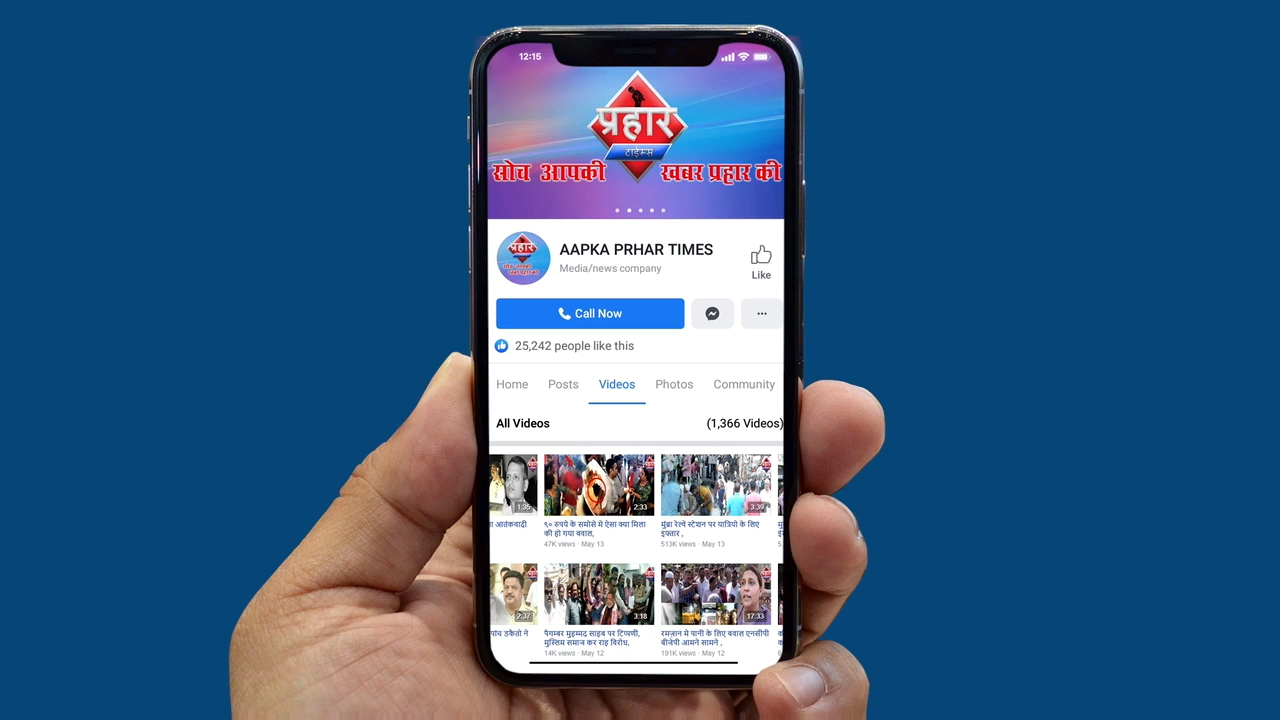 12:15
प्रहार
टाईम्स
सोच आपकी खबर प्रहार की
प्रहार
AAPKA PRHAR TIMES
Media/news company
Like
Call Now
25,242 people like this
Home Posts Videos Photos Community
All Videos (1,366 Videos)
1:35 2:33 3:39
आतंकवादी
९० रुपये के समोसे मे ऐसा क्या मिला
की हो गया बवाल,
47K views · May 13
मुंब्रा रेल्वे स्टेशन पर यात्रियो के लिए
इफ्तार ,
513K views · May 13
2:37 3:18 17:33
पांच डकैतो ने
पैगम्बर मुहम्मद साहब पर टिप्पणी,
मुस्लिम समाज कर राह विरोध,
14K views · May 12
रमज़ान मे पानी के लिए बवाल एनसीपी
बीजेपी आमने सामने ,
191K views · May 12